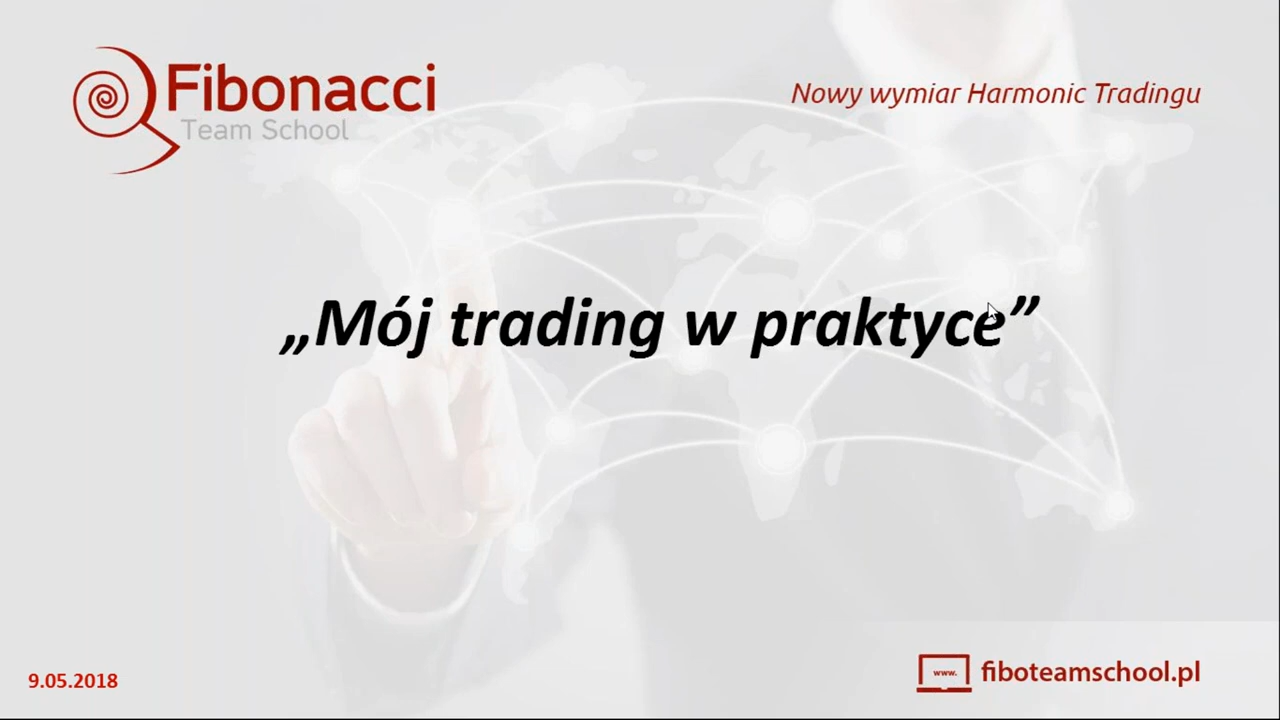 Fibonacci
Team School
Nowy wymiar Harmonic Tradingu
„Mój trading w praktyce”
9.05.2018
www.
fiboteamschool.pl